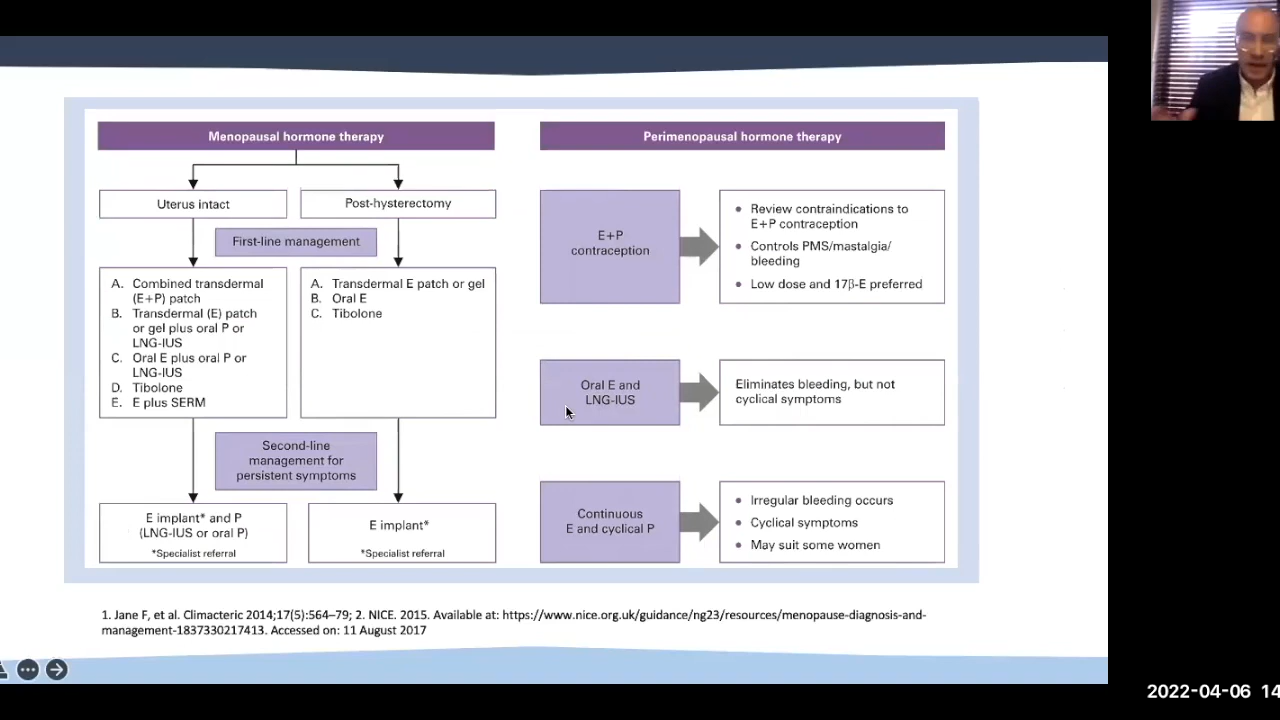 Menopausal hormone therapy
Uterus intact
Post-hysterectomy
First-line management
A. Combined transdermal
(E+P) patch
B. Transdermal (E) patch
or gel plus oral P or
LNG-IUS
C. Oral E plus oral P or
LNG-IUS
D. Tibolone
E. E plus SERM
A. Transdermal E patch or gel
B. Oral E
C. Tibolone
Second-line
management for
persistent symptoms
E implant* and P
(LNG-IUS or oral P)
*Specialist referral
E implant*
*Specialist referral
Perimenopausal hormone therapy
E+P
contraception
• Review contraindications to
E+P contraception
• Controls PMS/mastalgia/
bleeding
• Low dose and 17β-E preferred
Oral E and
LNG-IUS
Eliminates bleeding, but not
cyclical symptoms
Continuous
E and cyclical P
• Irregular bleeding occurs
• Cyclical symptoms
• May suit some women
1. Jane F, et al. Climacteric 2014;17(5):564–79; 2. NICE. 2015. Available at: https://www.nice.org.uk/guidance/ng23/resources/menopause-diagnosis-and-
management-1837330217413. Accessed on: 11 August 2017
2022-04-06 14